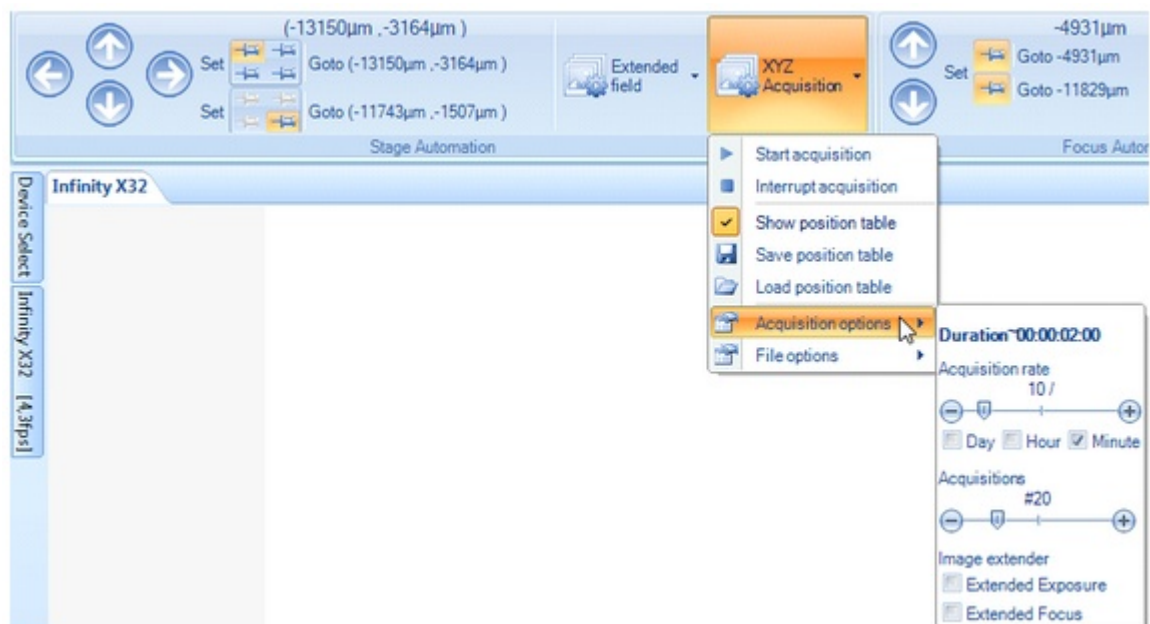 (-13150µm ,-3164µm )
Set
Goto (-13150µm ,-3164µm )
Set
Goto (-11743µm ,-1507µm )
Stage Automation
Extended
field
XYZ
Acquisition
-4931µm
Set
Goto -4931µm
Goto -11829µm
Focus Autor
Device Select
Infinity X32 [4,3fps]
Infinity X32
Start acquisition
Interrupt acquisition
Show position table
Save position table
Load position table
Acquisition options
File options
Duration~00:00:02:00
Acquisition rate
10 /
Day Hour Minute
Acquisitions
#20
Image extender
Extended Exposure
Extended Focus